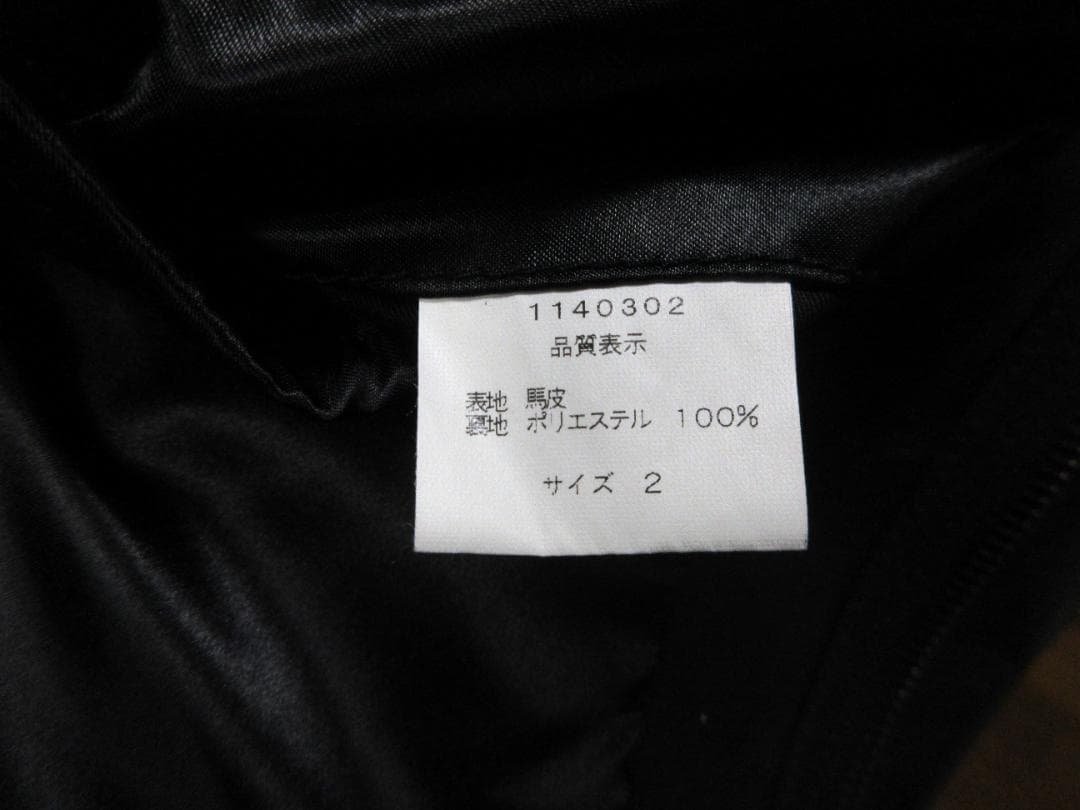 1140302
品質表示
表地 馬皮
裏地 ポリエステル 100%
サイズ 2